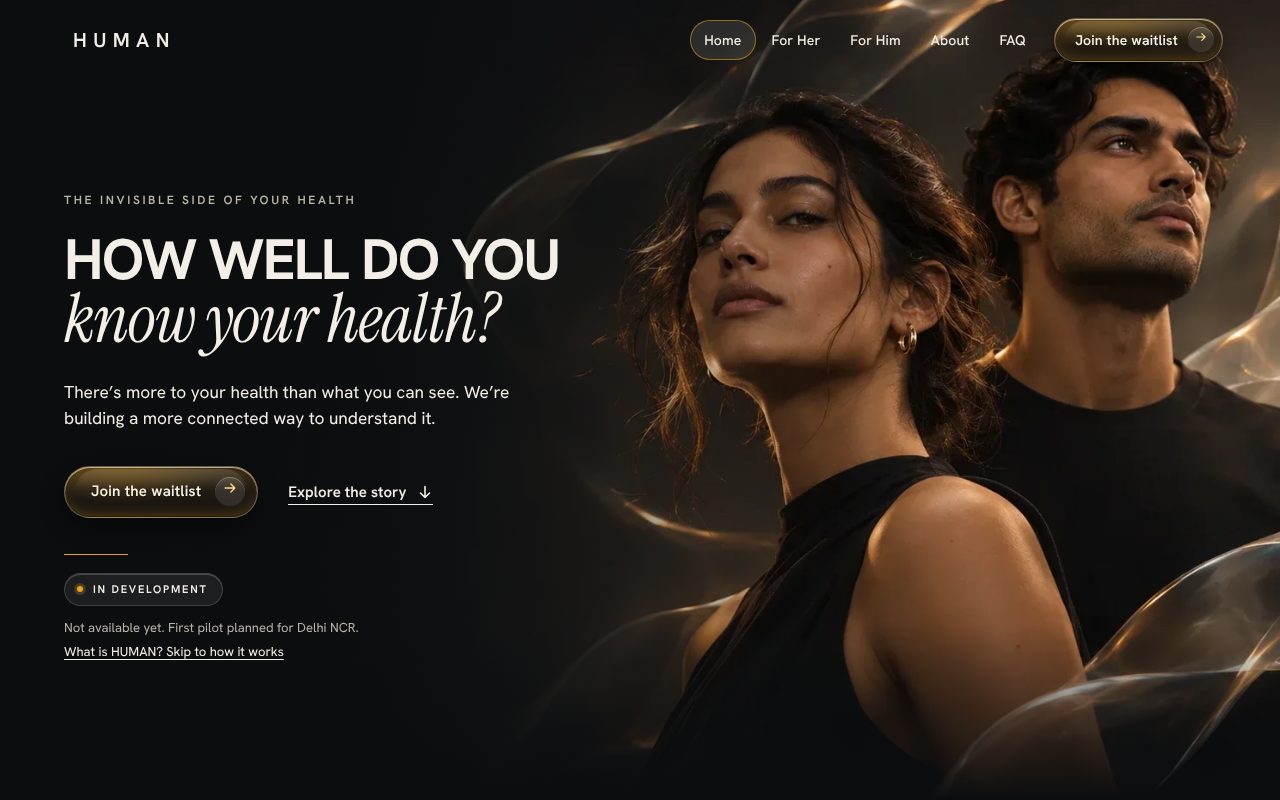 HUMAN
Home
For Her
For Him
About
FAQ
Join the waitlist →
THE INVISIBLE SIDE OF YOUR HEALTH
HOW WELL DO YOU
know your health?
There’s more to your health than what you can see. We’re
building a more connected way to understand it.
Join the waitlist →
Explore the story ↓
IN DEVELOPMENT
Not available yet. First pilot planned for Delhi NCR.
What is HUMAN? Skip to how it works